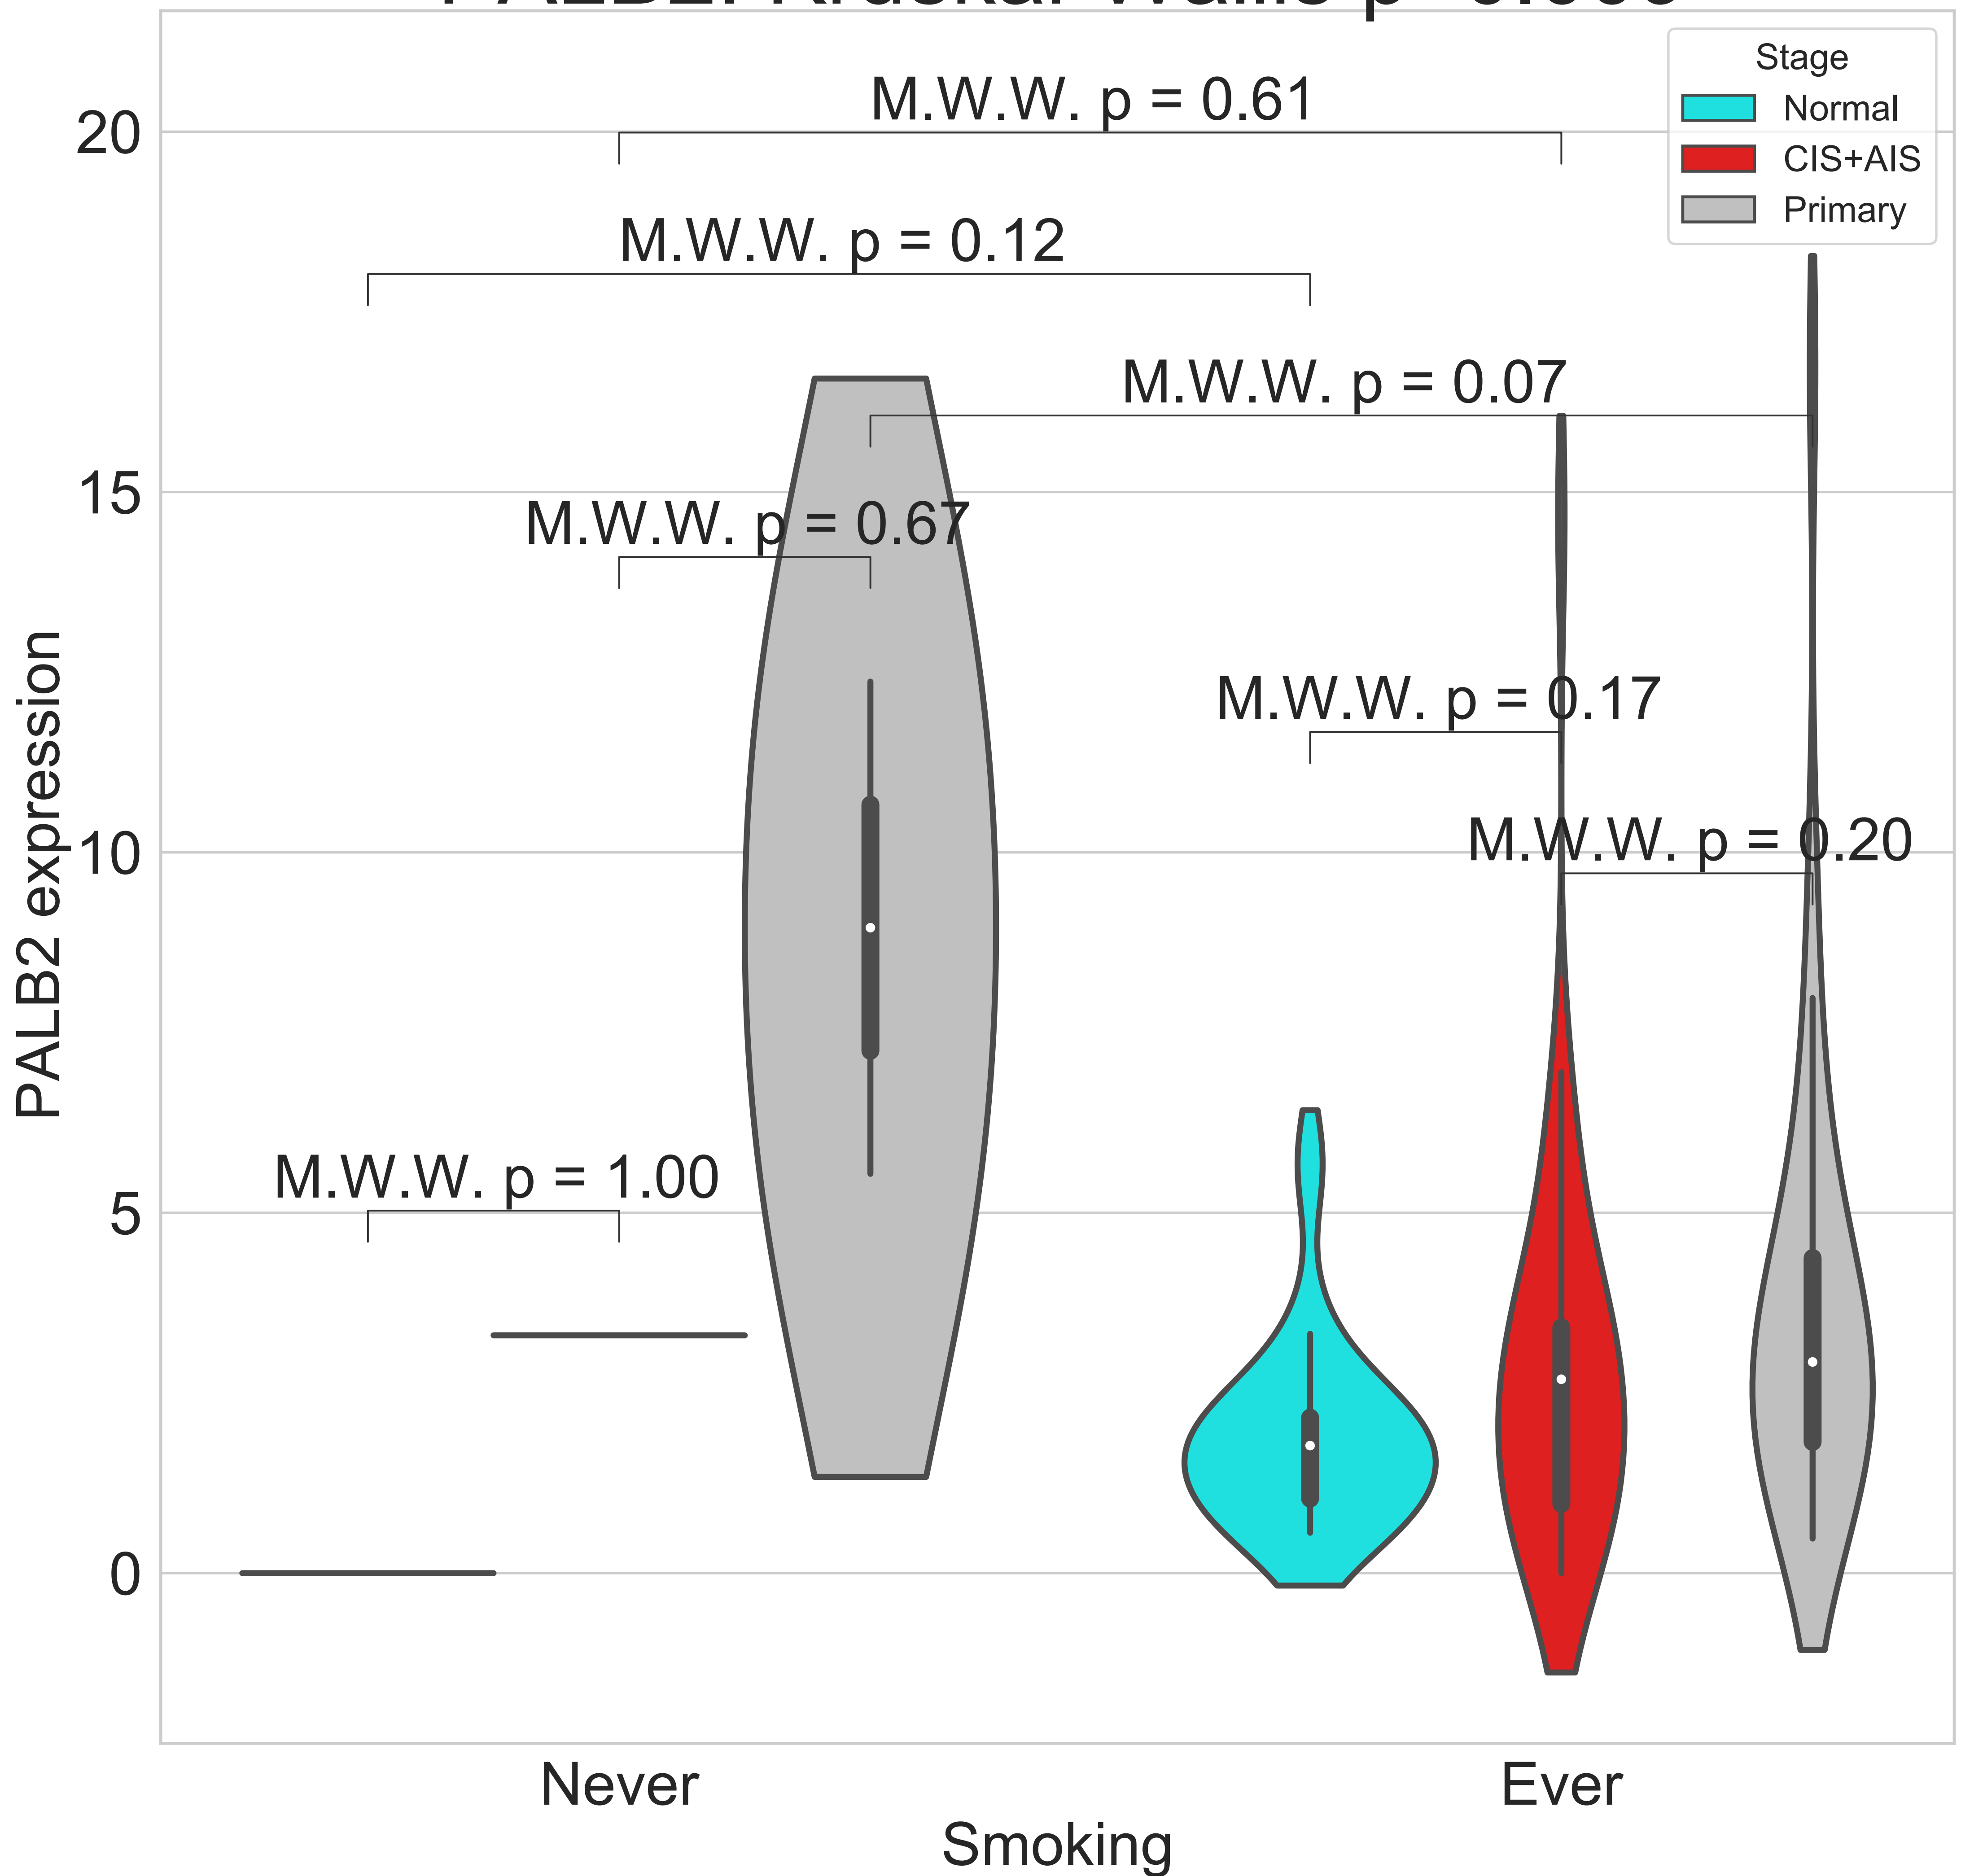 Stage
Normal
CIS+AIS
Primary
M.W.W. p = 0.61
M.W.W. p = 0.12
M.W.W. p = 0.07
M.W.W. p = 0.67
M.W.W. p = 0.17
M.W.W. p = 0.20
M.W.W. p = 1.00
20
15
10
5
0
PALB2 expression
Never
Ever
Smoking